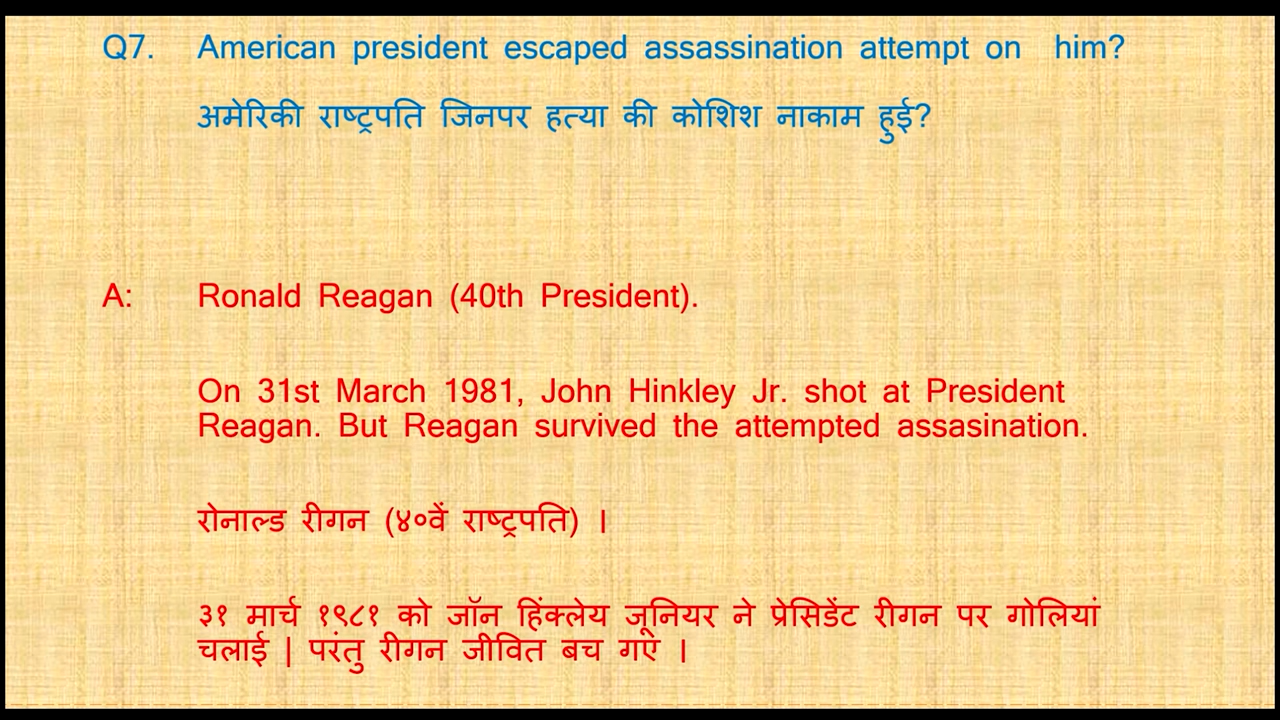 Q7. American president escaped assassination attempt on him?
अमेरिकी राष्ट्रपति जिनपर हत्या की कोशिश नाकाम हुई?
A: Ronald Reagan (40th President).
On 31st March 1981, John Hinkley Jr. shot at President
Reagan. But Reagan survived the attempted assasination.
रोनाल्ड रीगन (४०वें राष्ट्रपति) ।
३१ मार्च १९८१ को जॉन हिंक्लेय जूनियर ने प्रेसिडेंट रीगन पर गोलियां
चलाई | परंतु रीगन जीवित बच गऐ ।